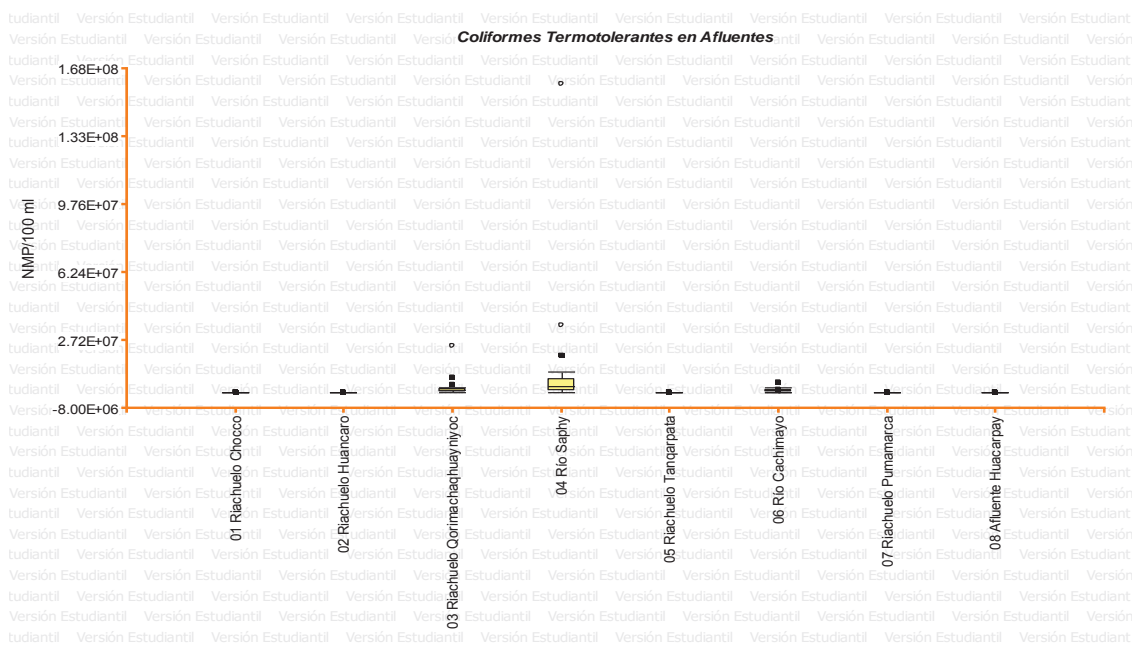 Coliformes Termotolerantes en Afluentes
1.68E+08
1.33E+08
9.76E+07
6.24E+07
2.72E+07
-8.00E+06
NMP/100 ml
01 Riachuelo Chocco
02 Riachuelo Huancaro
03 Riachuelo Qorimachaqhuayniyoc
04 Río Saphy
05 Riachuelo Tanqarpata
06 Río Cachimayo
07 Riachuelo Pumamarca
08 Afluente Huacarpay
Versión Estudiantil